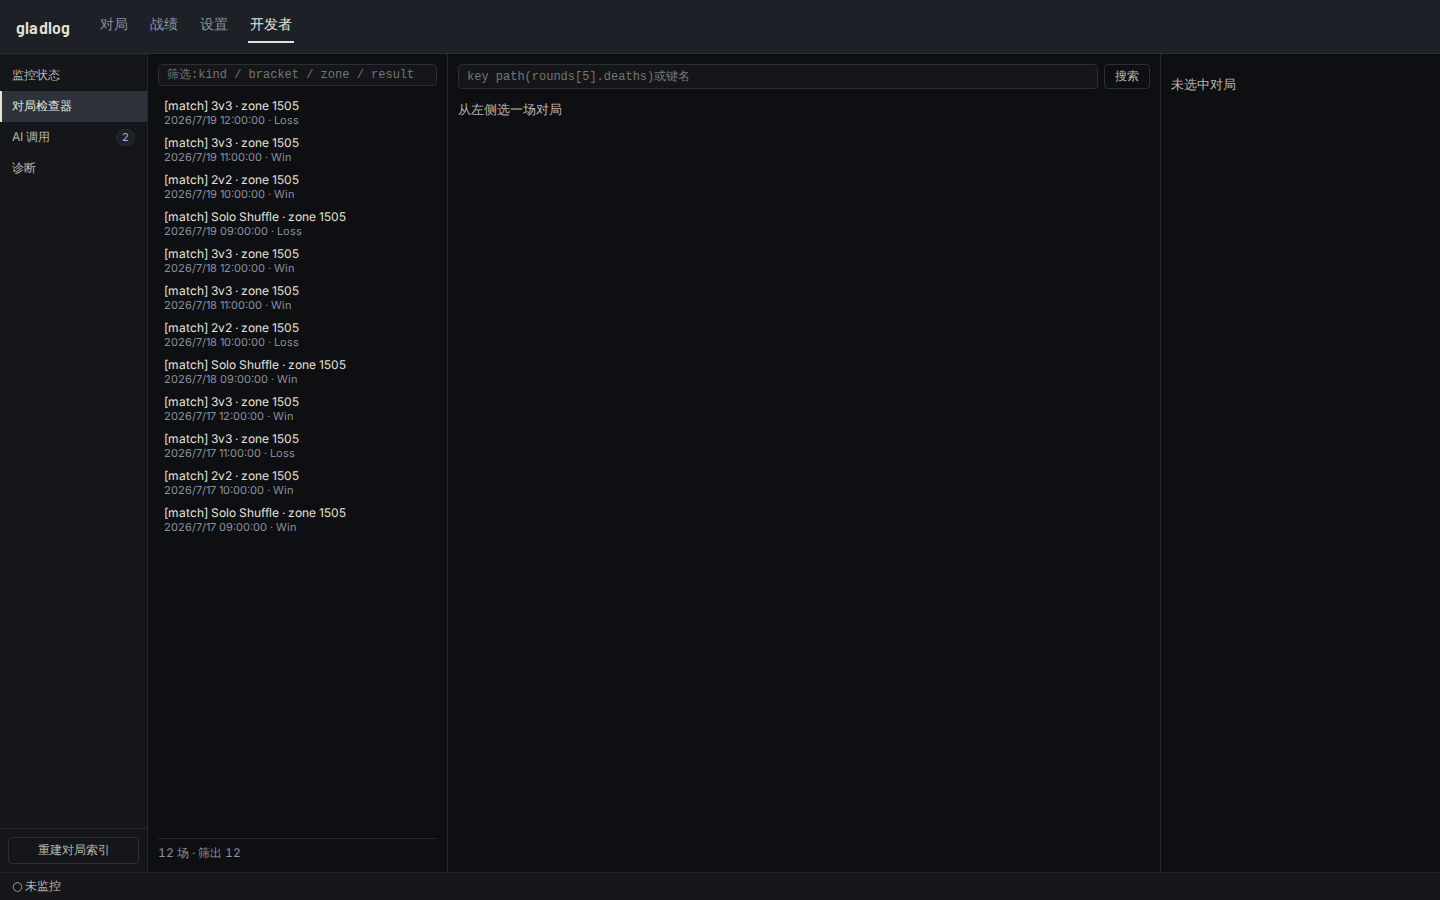 gladlog
对局
战绩
设置
开发者
监控状态
对局检查器
AI 调用
2
诊断
重建对局索引
筛选:kind / bracket / zone / result
[match] 3v3 · zone 1505
2026/7/19 12:00:00 · Loss
[match] 3v3 · zone 1505
2026/7/19 11:00:00 · Win
[match] 2v2 · zone 1505
2026/7/19 10:00:00 · Win
[match] Solo Shuffle · zone 1505
2026/7/19 09:00:00 · Loss
[match] 3v3 · zone 1505
2026/7/18 12:00:00 · Win
[match] 3v3 · zone 1505
2026/7/18 11:00:00 · Win
[match] 2v2 · zone 1505
2026/7/18 10:00:00 · Loss
[match] Solo Shuffle · zone 1505
2026/7/18 09:00:00 · Win
[match] 3v3 · zone 1505
2026/7/17 12:00:00 · Win
[match] 3v3 · zone 1505
2026/7/17 11:00:00 · Loss
[match] 2v2 · zone 1505
2026/7/17 10:00:00 · Win
[match] Solo Shuffle · zone 1505
2026/7/17 09:00:00 · Win
12 场 · 筛出 12
key path(rounds[5].deaths)或键名
搜索
从左侧选一场对局
未选中对局
未监控